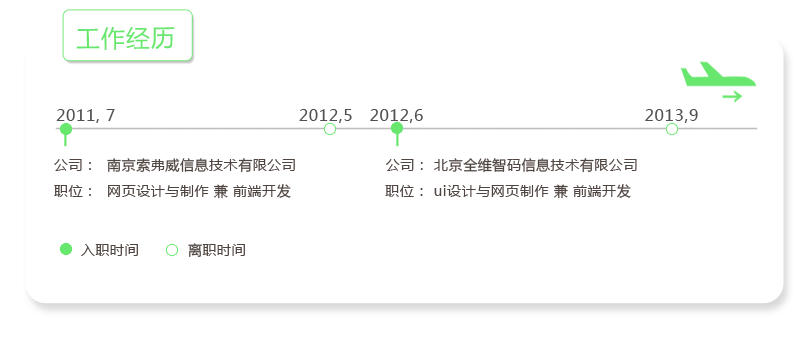 工作经历
2011, 7 2012,5 2012,6 2013,9
公司： 南京索弗威信息技术有限公司 公司： 北京全维智码信息技术有限公司
职位： 网页设计与制作 兼 前端开发 职位： ui设计与网页制作 兼 前端开发
入职时间 离职时间